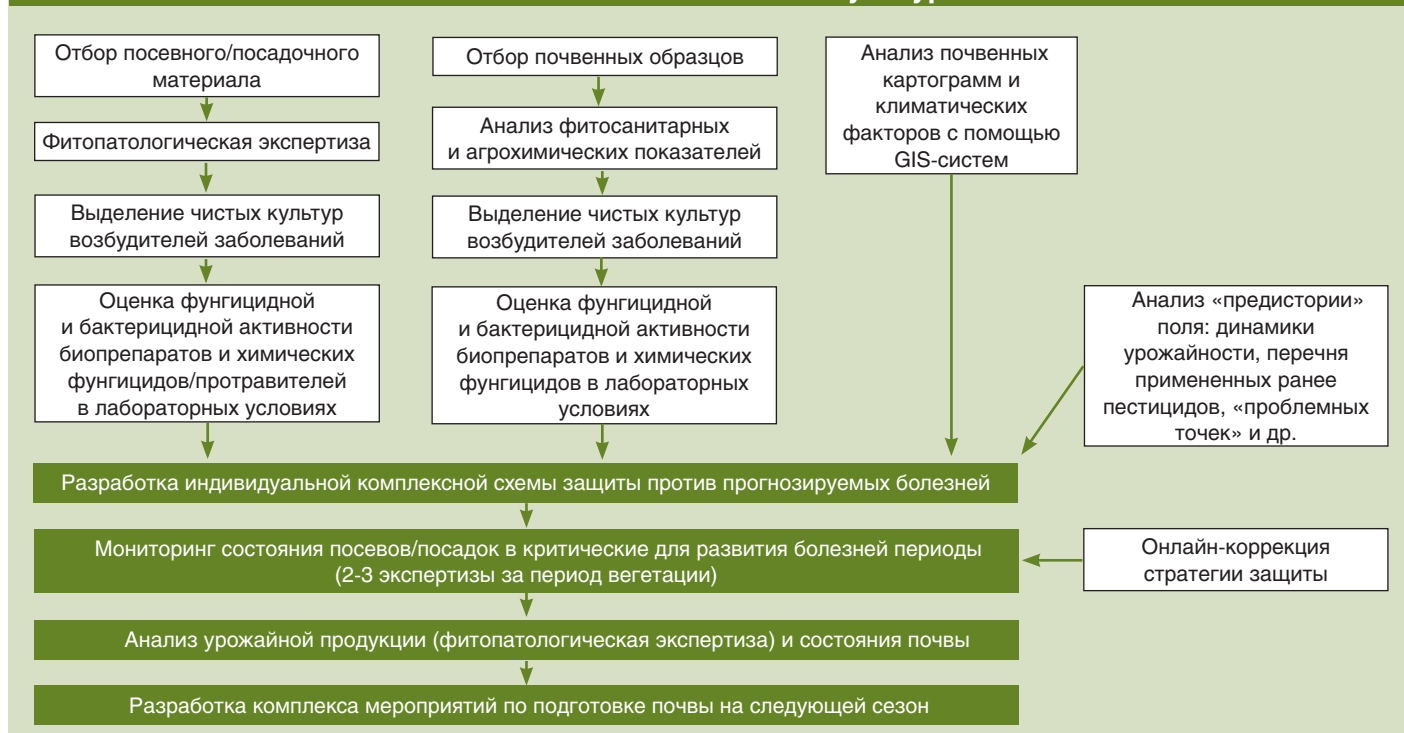 Отбор посевного/посадочного
материала
Фитопатологическая экспертиза
Выделение чистых культур
возбудителей заболеваний
Оценка фунгицидной
и бактерицидной активности
биопрепаратов и химических
фунгицидов/протравителей
в лабораторных условиях
Отбор почвенных образцов
Анализ фитосанитарных
и агрохимических показателей
Выделение чистых культур
возбудителей заболеваний
Оценка фунгицидной
и бактерицидной активности
биопрепаратов и химических
фунгицидов в лабораторных
условиях
Анализ почвенных
картограмм и
климатических
факторов с помощью
GIS-систем
Анализ «предистории»
поля: динамики
урожайности, перечня
примененных ранее
пестицидов, «проблемных
точек» и др.
Разработка индивидуальной комплексной схемы защиты против прогнозируемых болезней
Мониторинг состояния посевов/посадок в критические для развития болезней периоды
(2-3 экспертизы за период вегетации)
Онлайн-коррекция
стратегии защиты
Анализ урожайной продукции (фитопатологическая экспертиза) и состояния почвы
Разработка комплекса мероприятий по подготовке почвы на следующей сезон